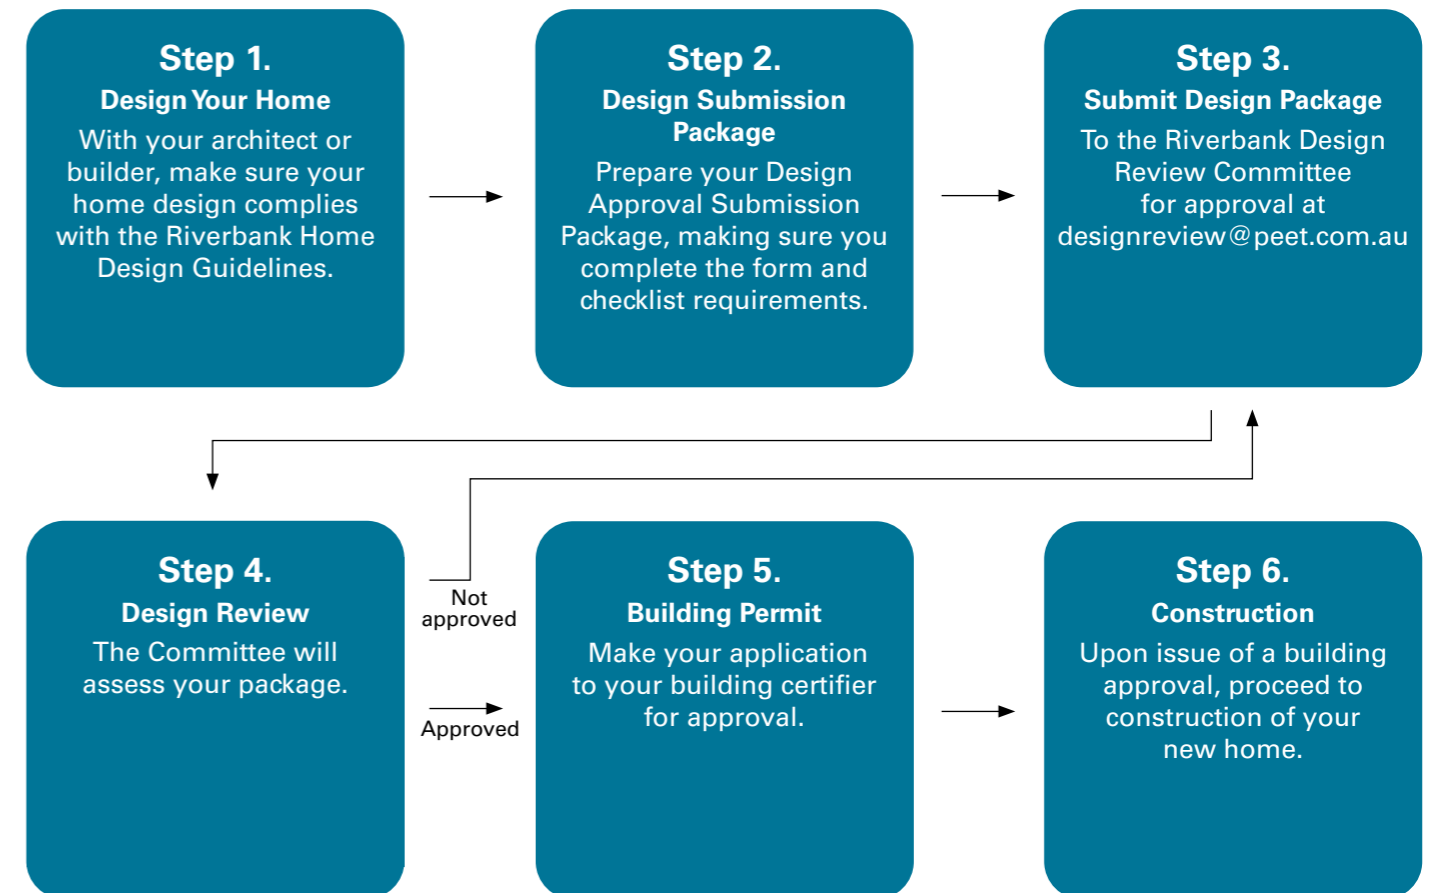 Step 1.
Design Your Home
With your architect or
builder, make sure your
home design complies
with the Riverbank Home
Design Guidelines.
Step 2.
Design Submission
Package
Prepare your Design
Approval Submission
Package, making sure you
complete the form and
checklist requirements.
Step 3.
Submit Design Package
To the Riverbank Design
Review Committee
for approval at
designreview@peet.com.au
Step 4.
Design Review
The Committee will
assess your package.
Not
approved
Approved
Step 5.
Building Permit
Make your application
to your building certifier
for approval.
Step 6.
Construction
Upon issue of a building
approval, proceed to
construction of your
new home.